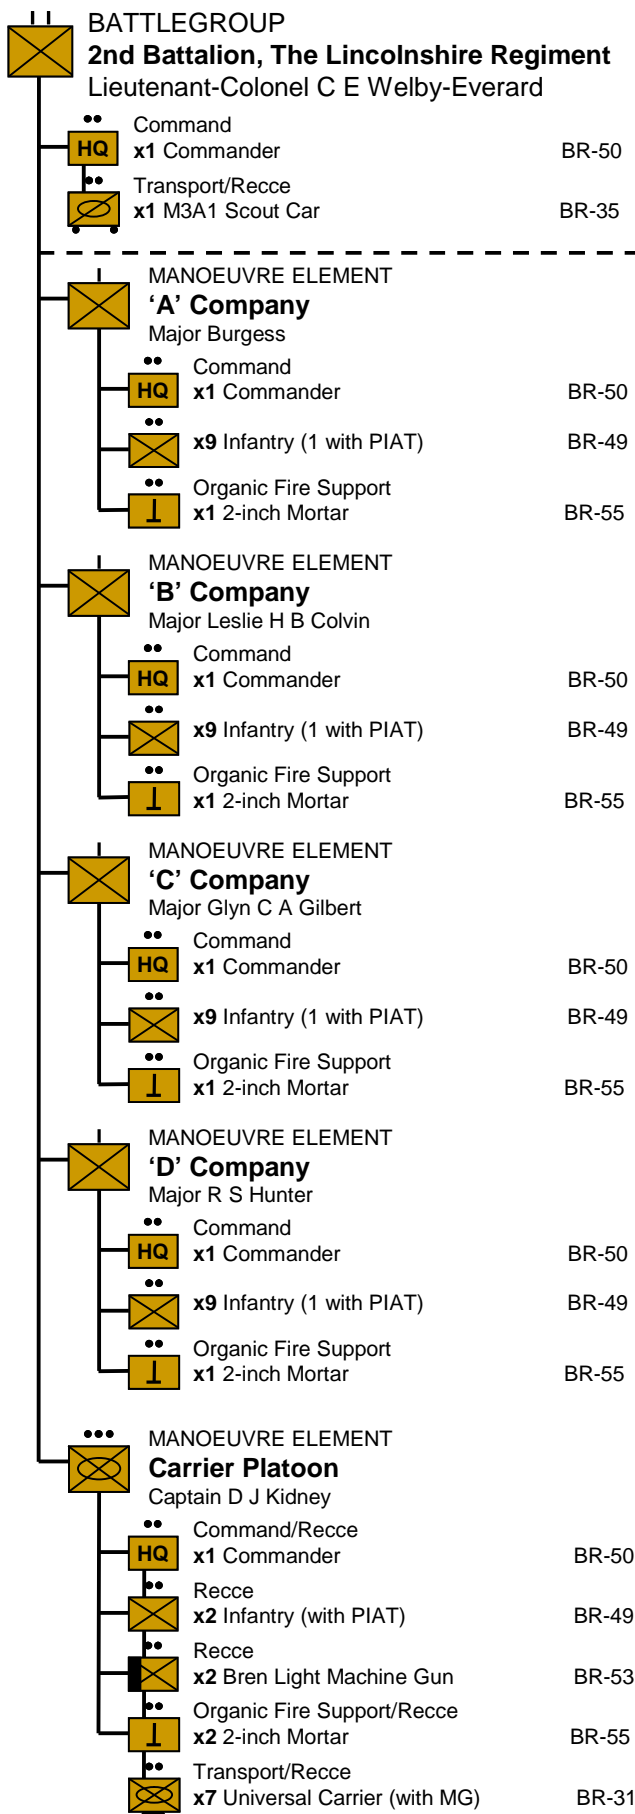 BATTLEGROUP
2nd Battalion, The Lincolnshire Regiment
Lieutenant-Colonel C E Welby-Everard
Command
HQ x1 Commander BR-50
Transport/Recce
x1 M3A1 Scout Car BR-35
MANOEUVRE ELEMENT
‘A’ Company
Major Burgess
Command
HQ x1 Commander BR-50
x9 Infantry (1 with PIAT) BR-49
Organic Fire Support
x1 2-inch Mortar BR-55
MANOEUVRE ELEMENT
‘B’ Company
Major Leslie H B Colvin
Command
HQ x1 Commander BR-50
x9 Infantry (1 with PIAT) BR-49
Organic Fire Support
x1 2-inch Mortar BR-55
MANOEUVRE ELEMENT
‘C’ Company
Major Glyn C A Gilbert
Command
HQ x1 Commander BR-50
x9 Infantry (1 with PIAT) BR-49
Organic Fire Support
x1 2-inch Mortar BR-55
MANOEUVRE ELEMENT
‘D’ Company
Major R S Hunter
Command
HQ x1 Commander BR-50
x9 Infantry (1 with PIAT) BR-49
Organic Fire Support
x1 2-inch Mortar BR-55
MANOEUVRE ELEMENT
Carrier Platoon
Captain D J Kidney
Command/Recce
HQ x1 Commander BR-50
Recce
x2 Infantry (with PIAT) BR-49
Recce
x2 Bren Light Machine Gun BR-53
Organic Fire Support/Recce
x2 2-inch Mortar BR-55
Transport/Recce
x7 Universal Carrier (with MG) BR-31